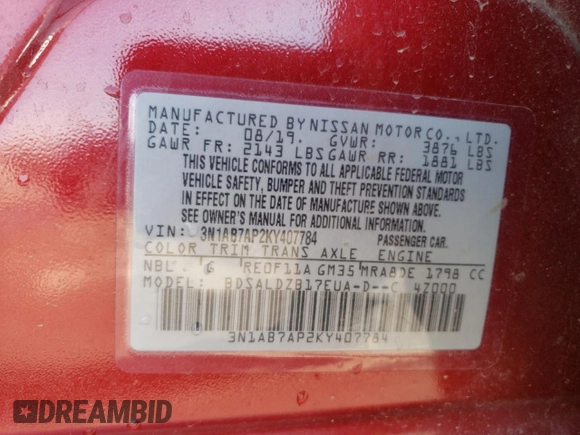 MANUFACTURED BY NISSAN MOTOR CO., LTD.
DATE: 08/19. GVWR: 3876 LBS
GAWR FR: 2143 LBS GAWR RR: 1881 LBS
THIS VEHICLE CONFORMS TO ALL APPLICABLE FEDERAL MOTOR
VEHICLE SAFETY, BUMPER AND THEFT PREVENTION STANDARDS
IN EFFECT ON THE DATE OF MANUFACTURE SHOWN ABOVE.
SEE OWNER'S MANUAL FOR ADDITIONAL INFORMATION.
VIN: 3N1AB7AP2KY407784 PASSENGER CAR.
COLOR TRIM TRANS AXLE ENGINE
NBL G RE0F11A GM35 MRA8DE 1798 CC
MODEL: BDSALDZB17EUA-D--C 4Z000
3N1AB7AP2KY407784
DREAMBID